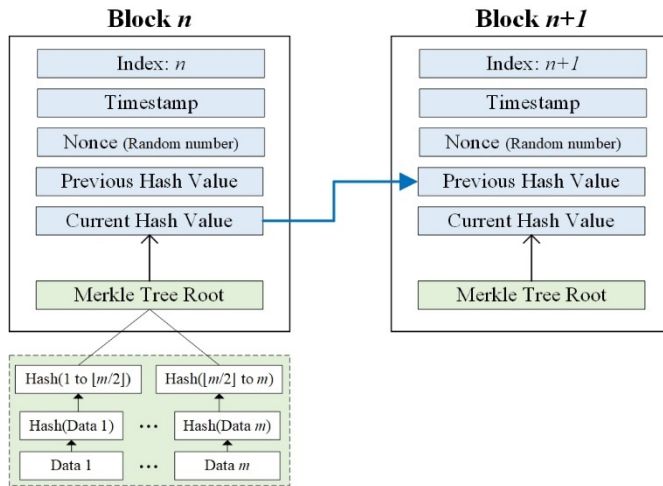 Block n
Index: n
Timestamp
Nonce (Random number)
Previous Hash Value
Current Hash Value
Merkle Tree Root
Hash(1 to ⌊m/2⌋)
Hash(⌊m/2⌋ to m)
Hash(Data 1)
...
Hash(Data m)
Data 1
...
Data m
Block n+1
Index: n+1
Timestamp
Nonce (Random number)
Previous Hash Value
Current Hash Value
Merkle Tree Root